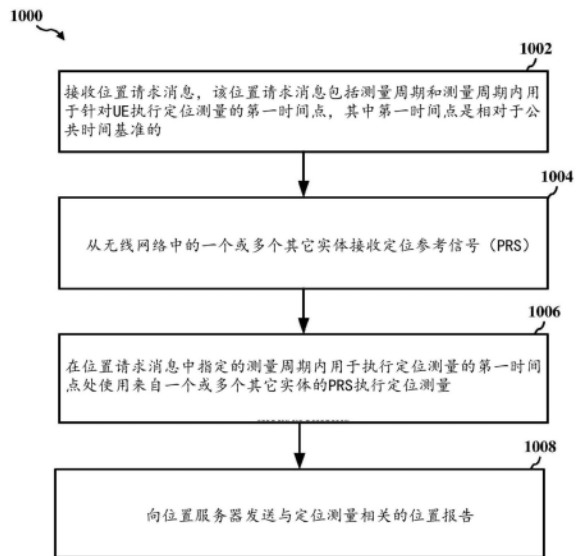 1000
1002
接收位置请求消息，该位置请求消息包括测量周期和测量周期内用
于针对UE执行定位测量的第一时间点，其中第一时间点是相对于公
共时间基准的
1004
从无线网络中的一个或多个其它实体接收定位参考信号（PRS）
1006
在位置请求消息中指定的测量周期内用于执行定位测量的第一时间
点处使用来自一个或多个其它实体的PRS执行定位测量
1008
向位置服务器发送与定位测量相关的位置报告